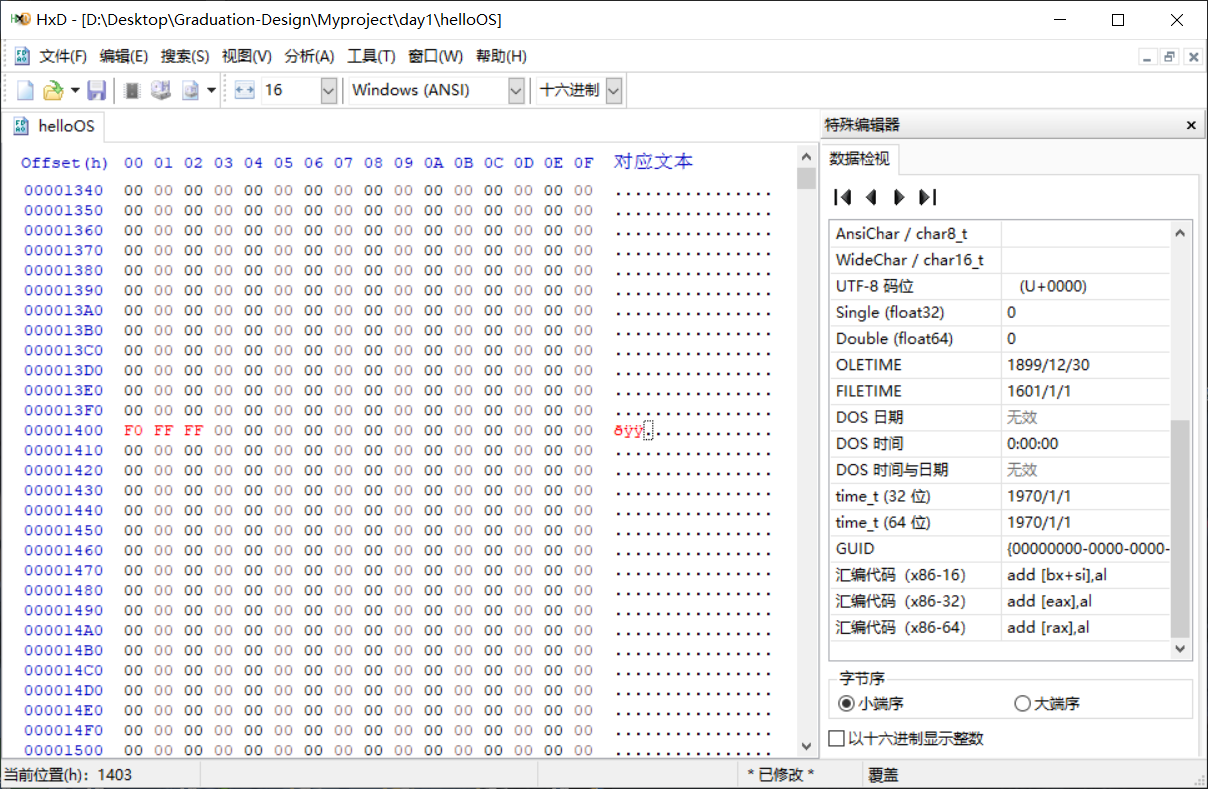 HxD - [D:\Desktop\Graduation-Design\Myproject\day1\helloOS]
文件(F) 编辑(E) 搜索(S) 视图(V) 分析(A) 工具(T) 窗口(W) 帮助(H)
16 Windows (ANSI) 十六进制
helloOS
Offset(h) 00 01 02 03 04 05 06 07 08 09 0A 0B 0C 0D 0E 0F 对应文本
00001340 00 00 00 00 00 00 00 00 00 00 00 00 00 00 00 00 ................
00001350 00 00 00 00 00 00 00 00 00 00 00 00 00 00 00 00 ................
00001360 00 00 00 00 00 00 00 00 00 00 00 00 00 00 00 00 ................
00001370 00 00 00 00 00 00 00 00 00 00 00 00 00 00 00 00 ................
00001380 00 00 00 00 00 00 00 00 00 00 00 00 00 00 00 00 ................
00001390 00 00 00 00 00 00 00 00 00 00 00 00 00 00 00 00 ................
000013A0 00 00 00 00 00 00 00 00 00 00 00 00 00 00 00 00 ................
000013B0 00 00 00 00 00 00 00 00 00 00 00 00 00 00 00 00 ................
000013C0 00 00 00 00 00 00 00 00 00 00 00 00 00 00 00 00 ................
000013D0 00 00 00 00 00 00 00 00 00 00 00 00 00 00 00 00 ................
000013E0 00 00 00 00 00 00 00 00 00 00 00 00 00 00 00 00 ................
000013F0 00 00 00 00 00 00 00 00 00 00 00 00 00 00 00 00 ................
00001400 F0 FF FF 00 00 00 00 00 00 00 00 00 00 00 00 00 ðÿÿ.............
00001410 00 00 00 00 00 00 00 00 00 00 00 00 00 00 00 00 ................
00001420 00 00 00 00 00 00 00 00 00 00 00 00 00 00 00 00 ................
00001430 00 00 00 00 00 00 00 00 00 00 00 00 00 00 00 00 ................
00001440 00 00 00 00 00 00 00 00 00 00 00 00 00 00 00 00 ................
00001450 00 00 00 00 00 00 00 00 00 00 00 00 00 00 00 00 ................
00001460 00 00 00 00 00 00 00 00 00 00 00 00 00 00 00 00 ................
00001470 00 00 00 00 00 00 00 00 00 00 00 00 00 00 00 00 ................
00001480 00 00 00 00 00 00 00 00 00 00 00 00 00 00 00 00 ................
00001490 00 00 00 00 00 00 00 00 00 00 00 00 00 00 00 00 ................
000014A0 00 00 00 00 00 00 00 00 00 00 00 00 00 00 00 00 ................
000014B0 00 00 00 00 00 00 00 00 00 00 00 00 00 00 00 00 ................
000014C0 00 00 00 00 00 00 00 00 00 00 00 00 00 00 00 00 ................
000014D0 00 00 00 00 00 00 00 00 00 00 00 00 00 00 00 00 ................
000014E0 00 00 00 00 00 00 00 00 00 00 00 00 00 00 00 00 ................
000014F0 00 00 00 00 00 00 00 00 00 00 00 00 00 00 00 00 ................
00001500 00 00 00 00 00 00 00 00 00 00 00 00 00 00 00 00 ................
特殊编辑器
数据检视
AnsiChar / char8_t
WideChar / char16_t
UTF-8 码位 (U+0000)
Single (float32) 0
Double (float64) 0
OLETIME 1899/12/30
FILETIME 1601/1/1
DOS 日期 无效
DOS 时间 0:00:00
DOS 时间与日期 无效
time_t (32 位) 1970/1/1
time_t (64 位) 1970/1/1
GUID {00000000-0000-0000-
汇编代码 (x86-16) add [bx+si],al
汇编代码 (x86-32) add [eax],al
汇编代码 (x86-64) add [rax],al
字节序
小端序 大端序
以十六进制显示整数
当前位置(h): 1403 * 已修改 * 覆盖